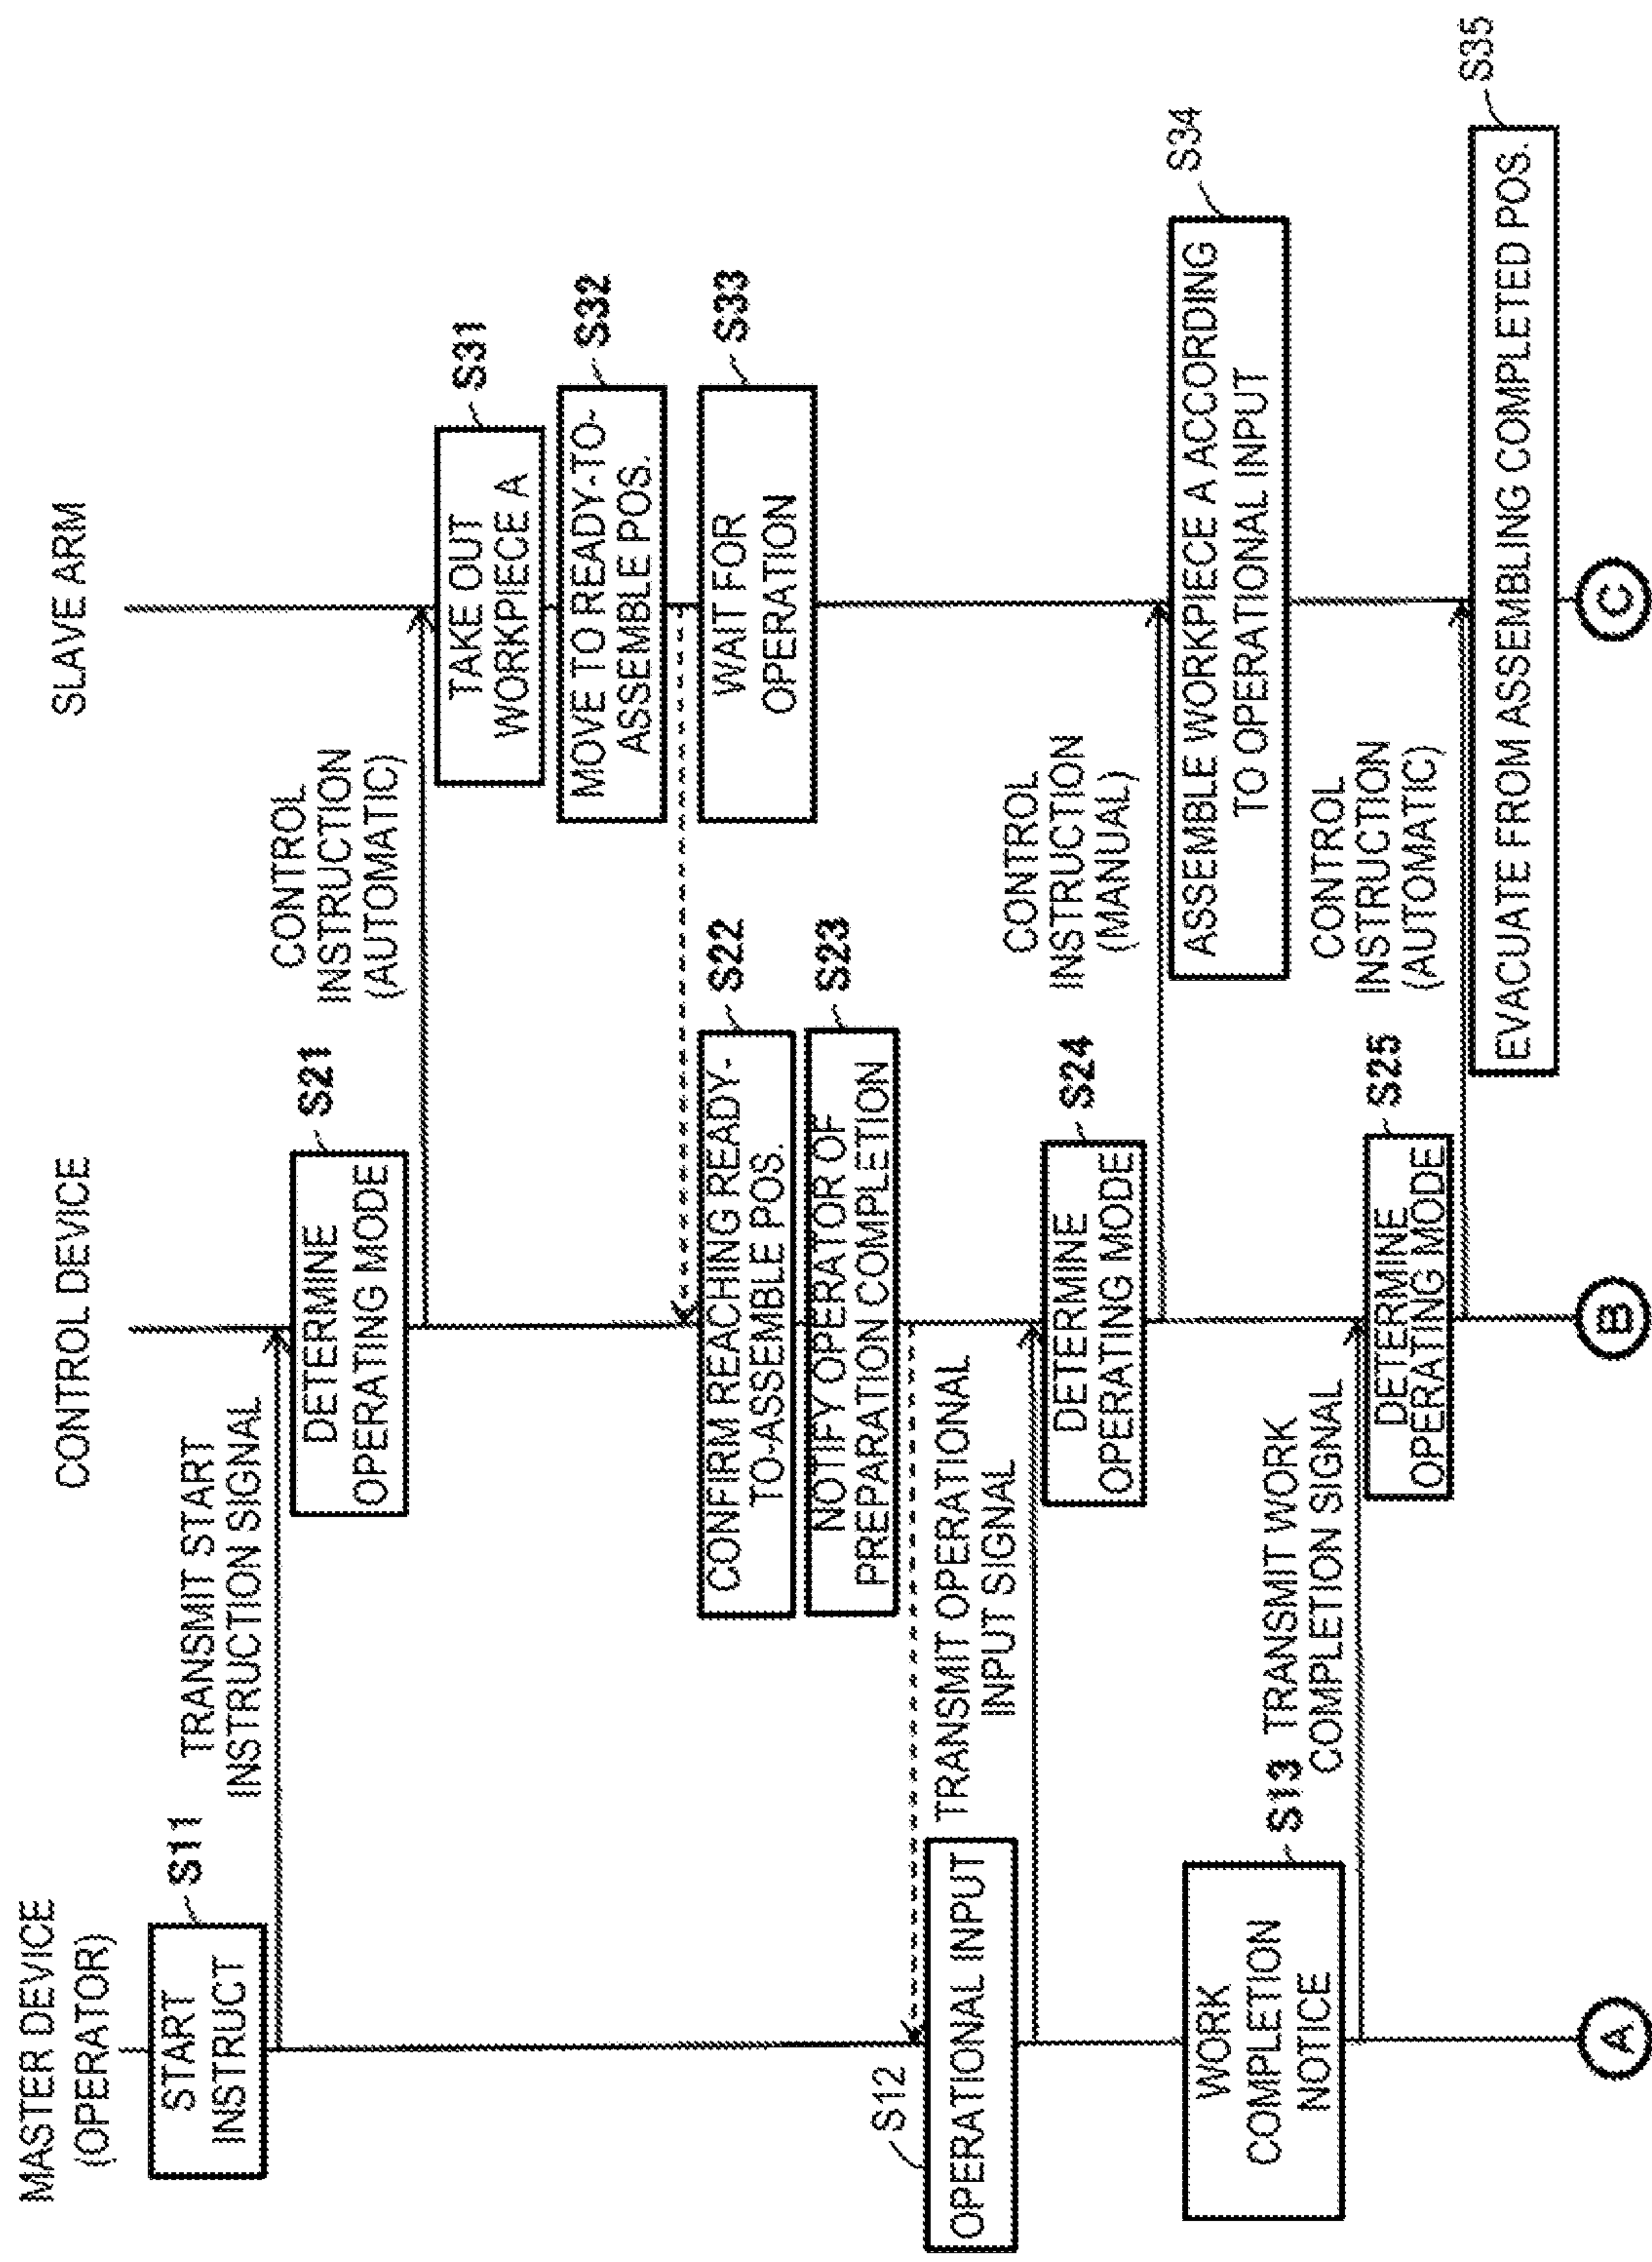 MASTER DEVICE
(OPERATOR)
CONTROL DEVICE
SLAVE ARM
START
INSTRUCT
S11
TRANSMIT START
INSTRUCTION SIGNAL
DETERMINE
OPERATING MODE
S21
CONTROL
INSTRUCTION
(AUTOMATIC)
TAKE OUT
WORKPIECE A
S31
MOVE TO READY-TO-
ASSEMBLE POS.
S32
CONFIRM REACHING READY-
TO-ASSEMBLE POS.
S22
WAIT FOR
OPERATION
S33
NOTIFY OPERATOR OF
PREPARATION COMPLETION
S23
S12
OPERATIONAL INPUT
TRANSMIT OPERATIONAL
INPUT SIGNAL
DETERMINE
OPERATING MODE
S24
CONTROL
INSTRUCTION
(MANUAL)
ASSEMBLE WORKPIECE A ACCORDING
TO OPERATIONAL INPUT
S34
WORK
COMPLETION
NOTICE
S13
TRANSMIT WORK
COMPLETION SIGNAL
DETERMINE
OPERATING MODE
S25
CONTROL
INSTRUCTION
(AUTOMATIC)
EVACUATE FROM ASSEMBLING COMPLETED POS.
S35
A
B
C